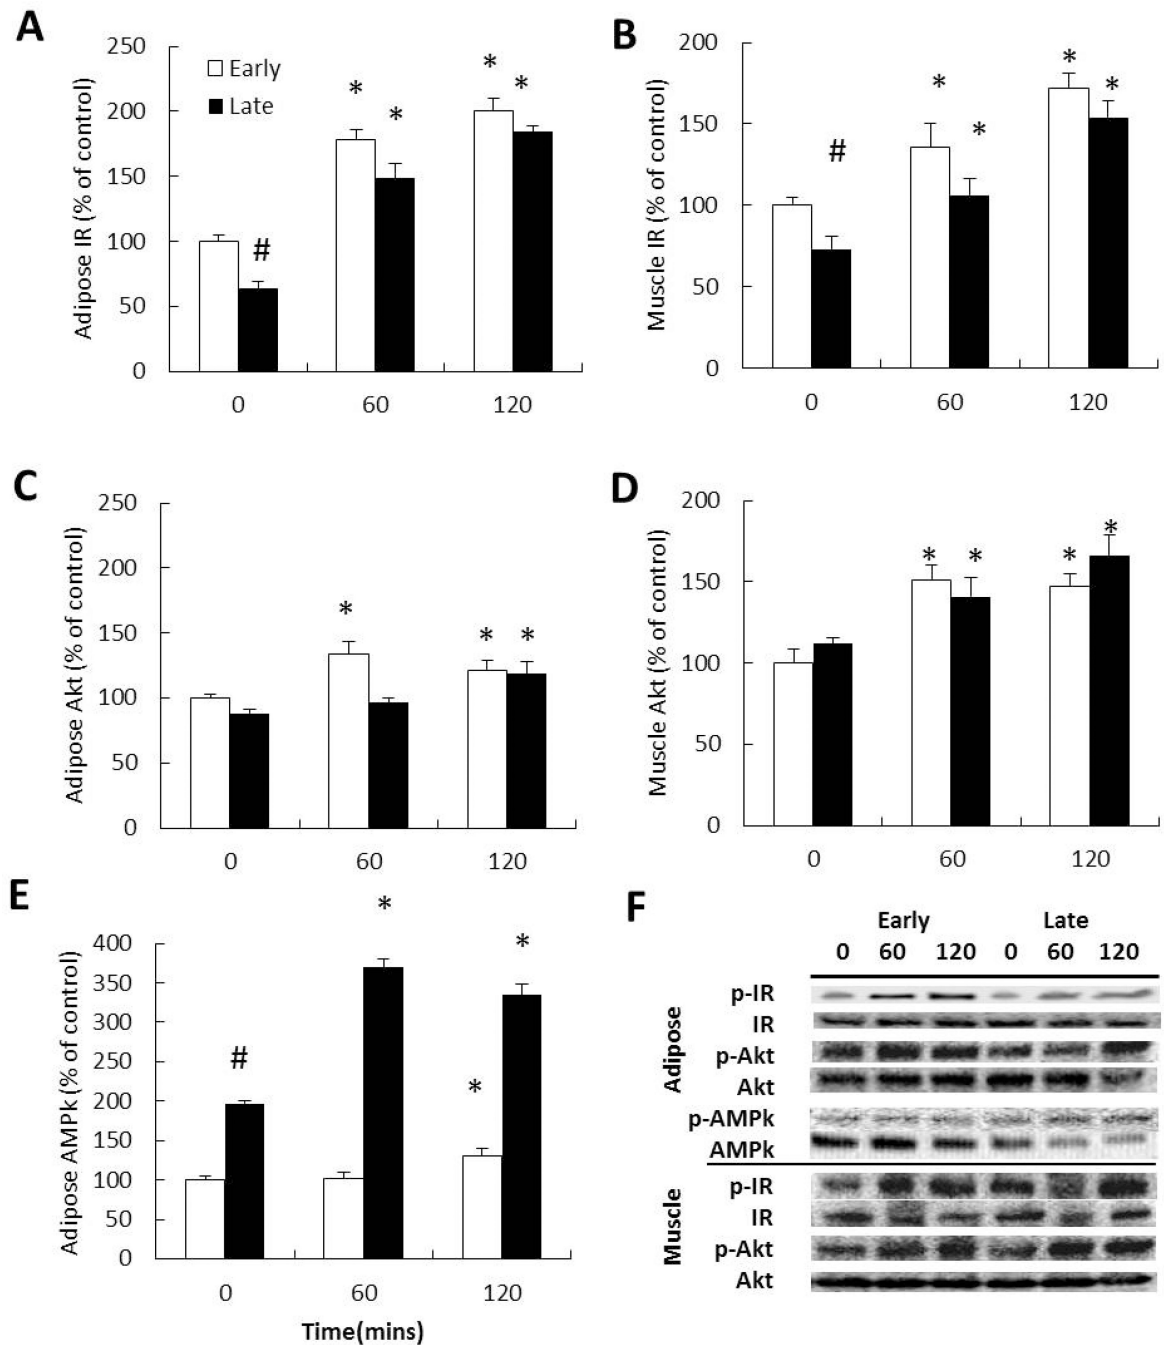 A
Adipose IR (% of control)
250
200
150
100
50
0
Early
Late
#
*
*
*
*
0 60 120
B
Muscle IR (% of control)
200
150
100
50
0
#
*
*
*
*
0 60 120
C
Adipose Akt (% of control)
250
200
150
100
50
0
*
*
*
0 60 120
D
Muscle Akt (% of control)
200
150
100
50
0
*
*
*
*
0 60 120
E
Adipose AMPk (% of control)
400
350
300
250
200
150
100
50
0
#
*
*
*
0 60 120
Time(mins)
F
Early Late
0 60 120 0 60 120
Adipose
p-IR
IR
p-Akt
Akt
p-AMPk
AMPk
Muscle
p-IR
IR
p-Akt
Akt